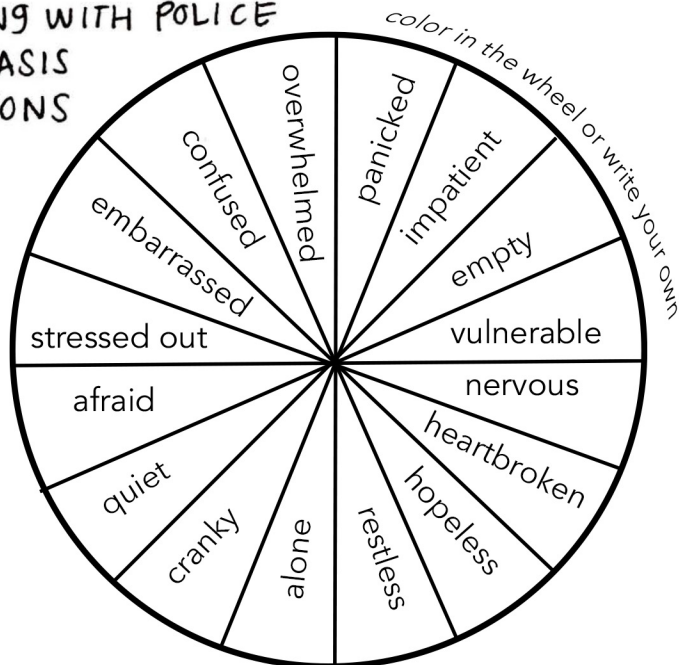 WITH POLICE
color in the wheel or write your own
overwhelmed
panicked
impatient
empty
vulnerable
nervous
heartbroken
hopeless
restless
alone
cranky
quiet
afraid
stressed out
embarrassed
confused